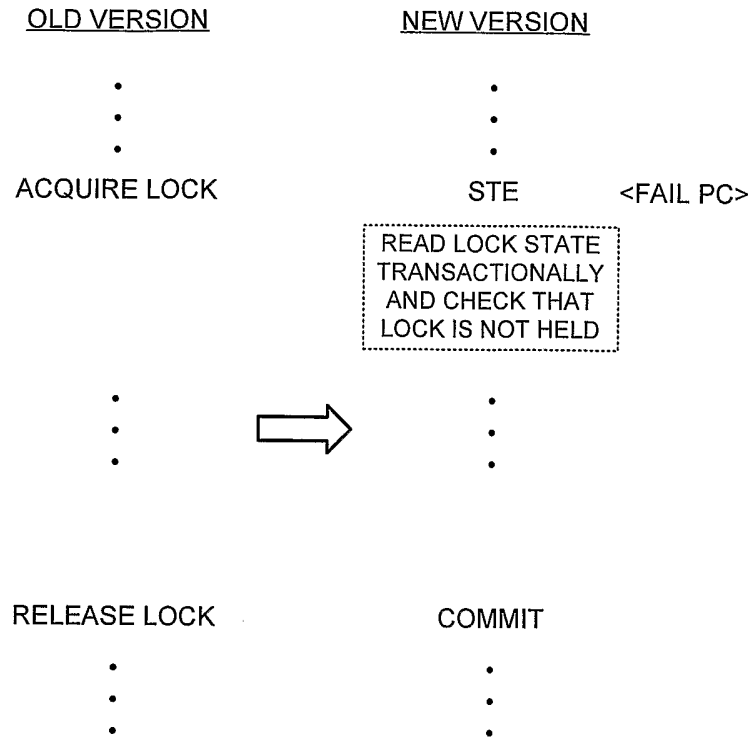 OLD VERSION NEW VERSION
ACQUIRE LOCK STE <FAIL PC>
READ LOCK STATE
TRANSACTIONALLY
AND CHECK THAT
LOCK IS NOT HELD
RELEASE LOCK COMMIT